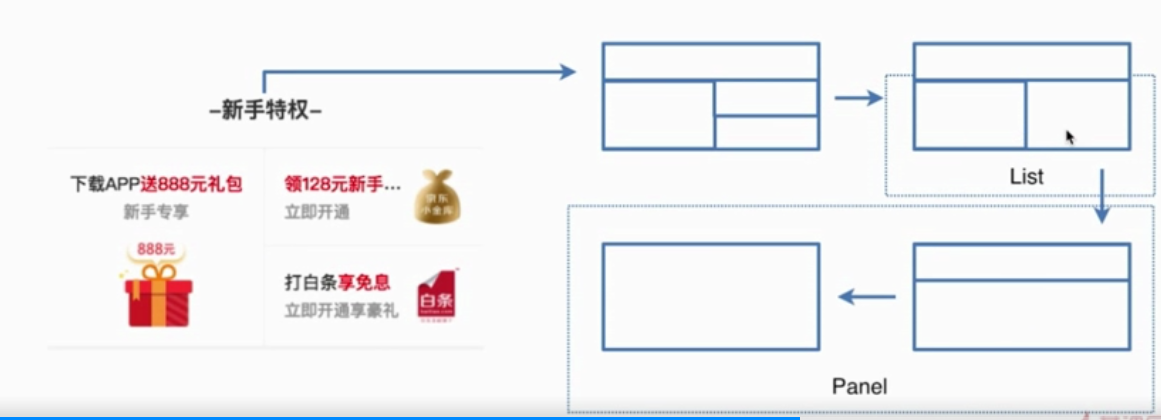 –新手特权–
下载APP送888元礼包
新手专享
888元
领128元新手...
立即开通
京东
小金库
打白条享免息
立即开通享豪礼
白条
List
Panel